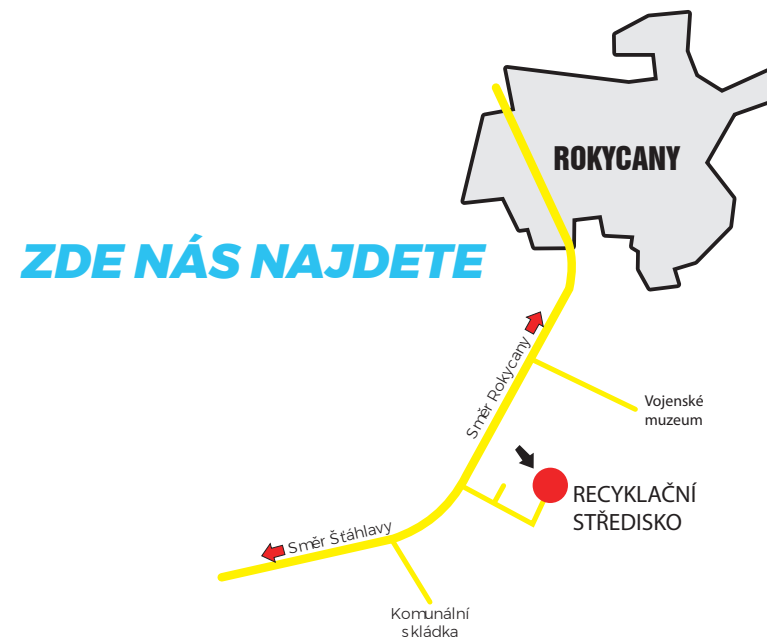 ROKYCANY
ZDE NÁS NAJDETE
Směr Rokycany
Vojenské
muzeum
RECYKLAČNÍ
STŘEDISKO
Směr Šťáhlavy
Komunální
skládka